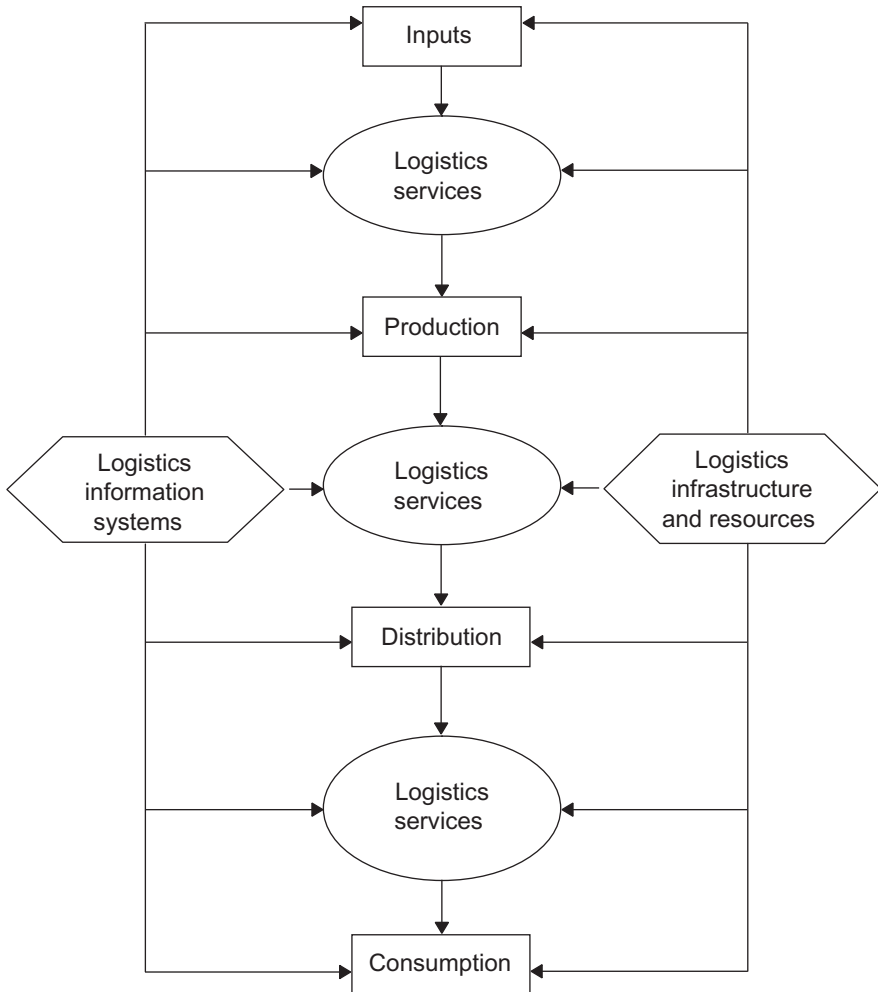 Inputs
Logistics
services
Production
Logistics
information
systems
Logistics
services
Logistics
infrastructure
and resources
Distribution
Logistics
services
Consumption